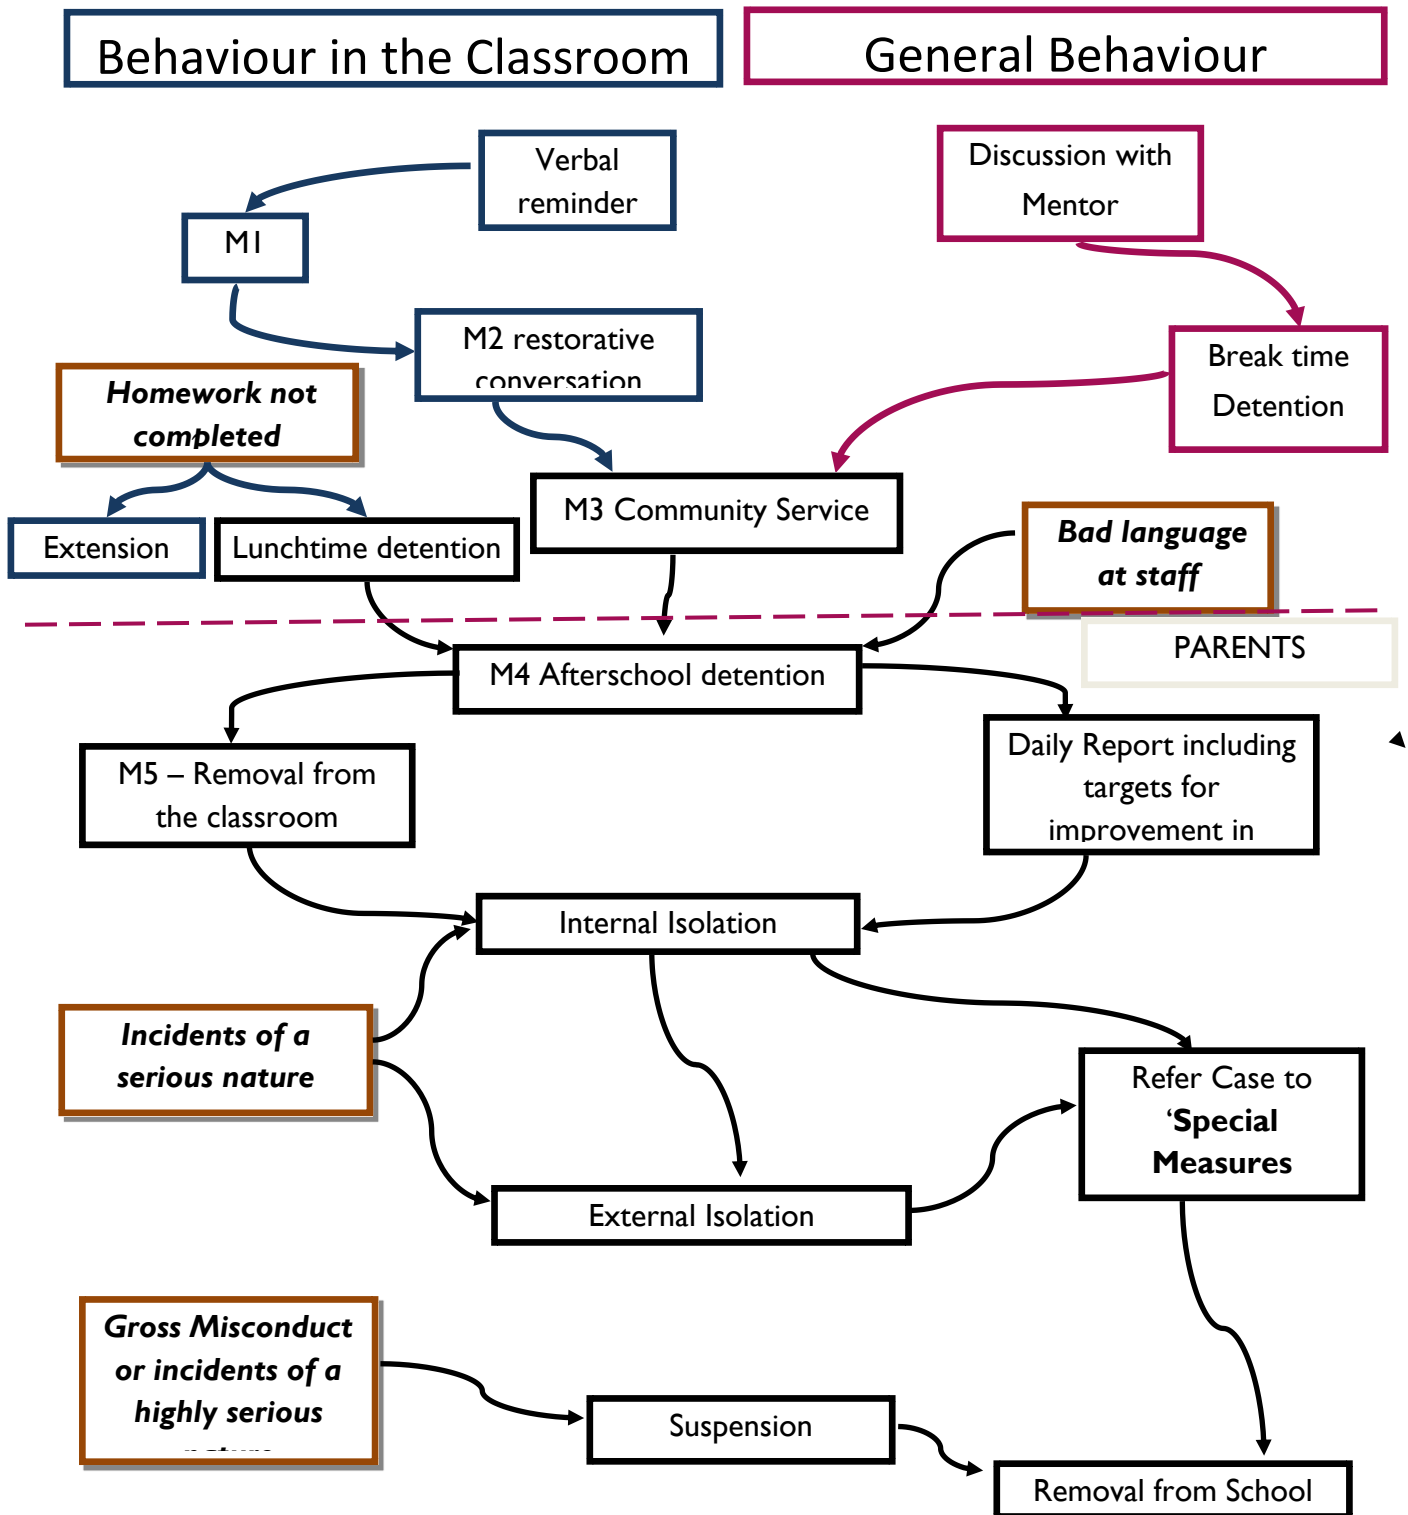 Behaviour in the Classroom
General Behaviour
Verbal
reminder
Discussion with
Mentor
M1
M2 restorative
conversation
Break time
Detention
Homework not
completed
Extension
Lunchtime detention
M3 Community Service
Bad language
at staff
PARENTS
M4 Afterschool detention
M5 – Removal from
the classroom
Daily Report including
targets for
improvement in
Internal Isolation
Incidents of a
serious nature
Refer Case to
‘Special
Measures
External Isolation
Gross Misconduct
or incidents of a
highly serious
Suspension
Removal from School